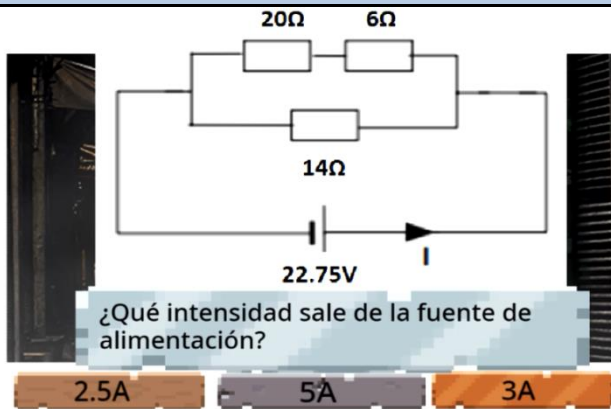 20Ω 6Ω
14Ω
I
22.75V
¿Qué intensidad sale de la fuente de
alimentación?
2.5A 5A 3A